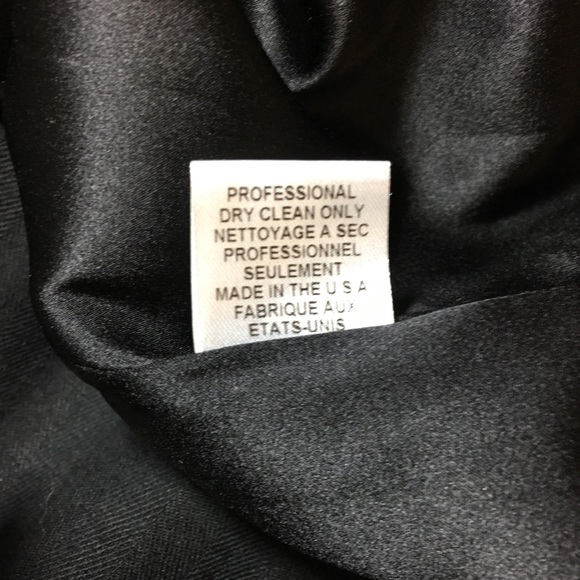 PROFESSIONAL
DRY CLEAN ONLY
NETTOYAGE A SEC
PROFESSIONNEL
SEULEMENT
MADE IN THE U S A
FABRIQUE AUX
ETATS-UNIS